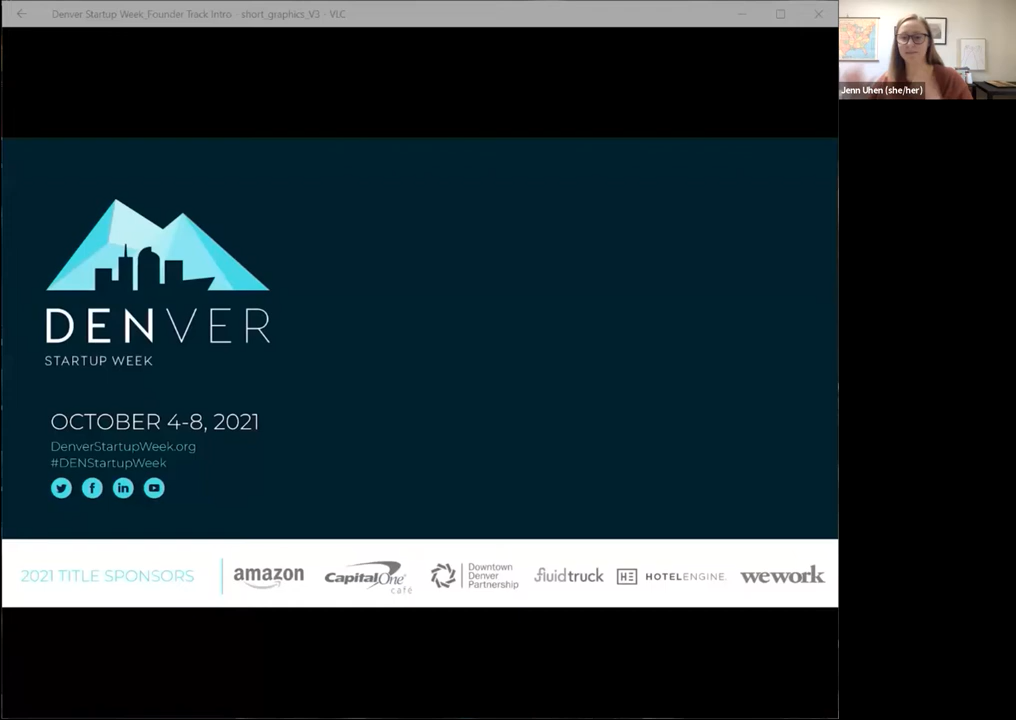 Denver Startup Week_Founder Track Intro short_graphics_V3 - VLC
Jenn Uhen (she/her)
DENVER
STARTUP WEEK
OCTOBER 4-8, 2021
DenverStartupWeek.org
#DENStartupWeek
2021 TITLE SPONSORS
amazon
Capital One
café
Downtown
Denver
Partnership
fluidtruck
HE HOTELENGINE
wework